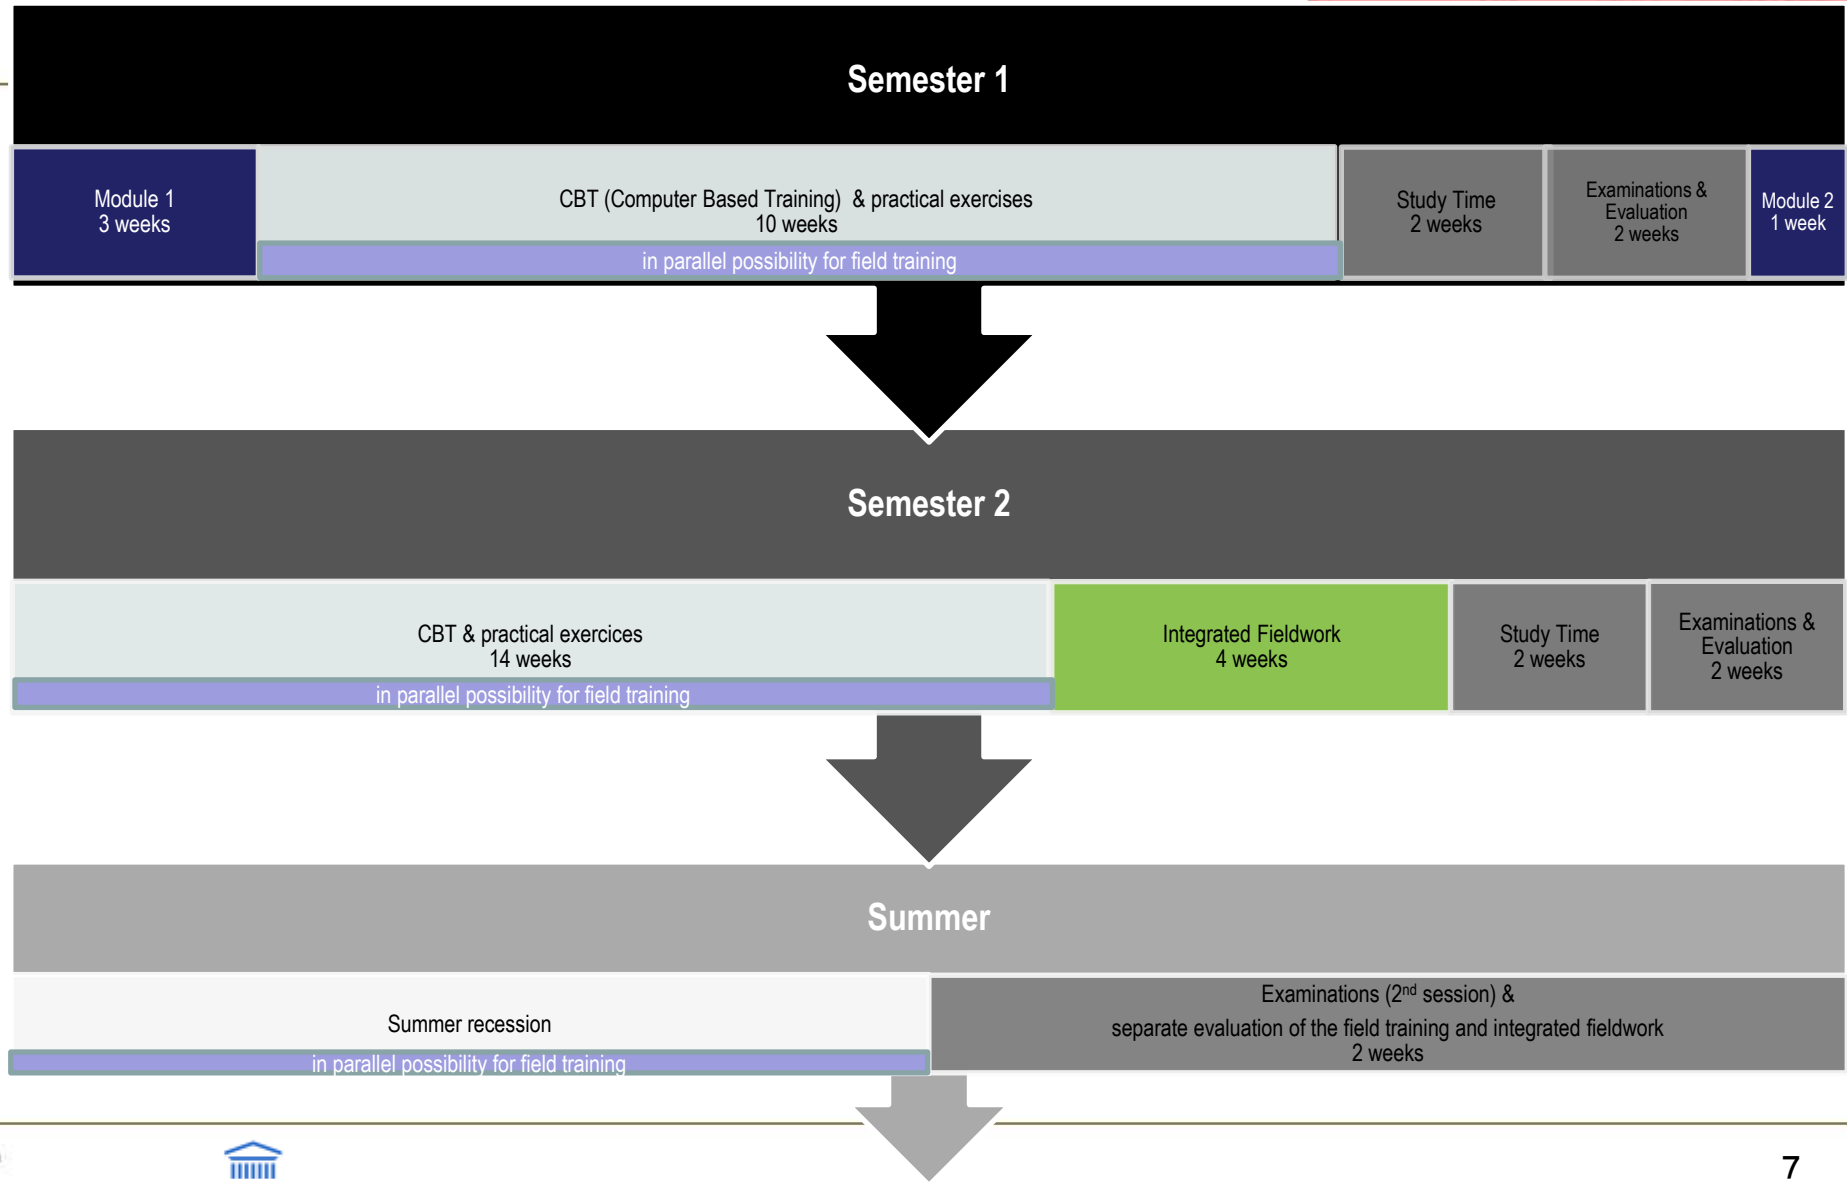 Semester 1
Module 1
3 weeks
CBT (Computer Based Training) & practical exercises
10 weeks
in parallel possibility for field training
Study Time
2 weeks
Examinations &
Evaluation
2 weeks
Module 2
1 week
Semester 2
CBT & practical exercices
14 weeks
in parallel possibility for field training
Integrated Fieldwork
4 weeks
Study Time
2 weeks
Examinations &
Evaluation
2 weeks
Summer
Summer recession
in parallel possibility for field training
Examinations (2nd session) &
separate evaluation of the field training and integrated fieldwork
2 weeks
7